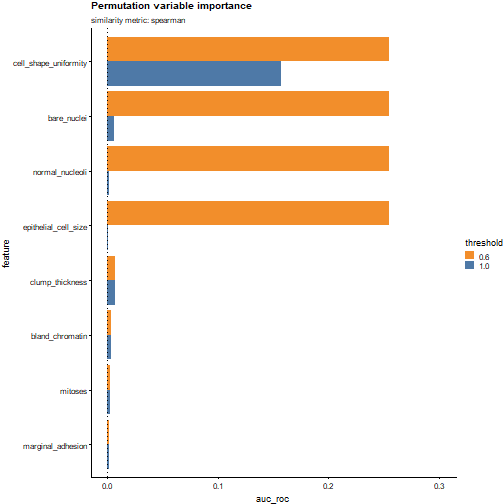 Permutation variable importance
similarity metric: spearman
cell_shape_uniformity
bare_nuclei
normal_nucleoli
epithelial_cell_size
clump_thickness
bland_chromatin
mitoses
marginal_adhesion
feature
0.0 0.1 0.2 0.3
auc_roc
threshold
0.6
1.0